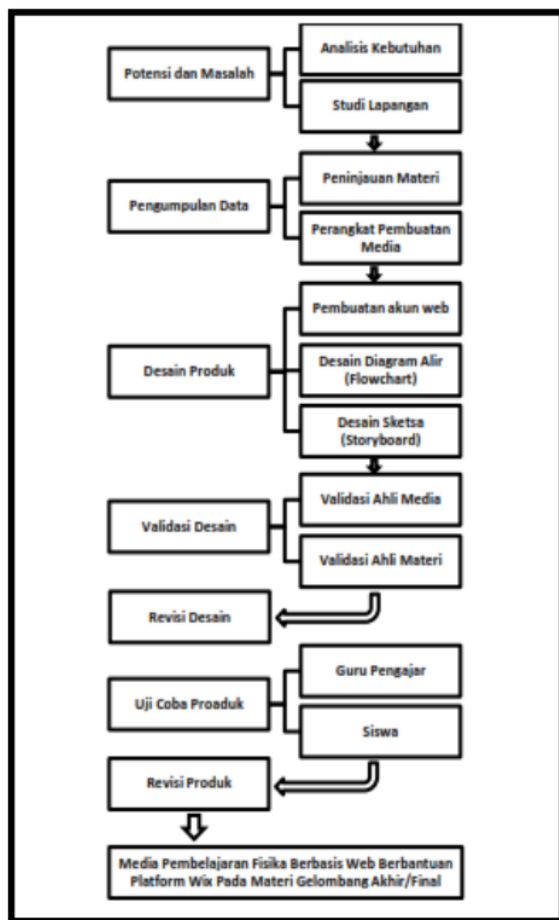 Analisis Kebutuhan
Potensi dan Masalah
Studi Lapangan
Peninjauan Materi
Pengumpulan Data
Perangkat Pembuatan
Media
Pembuatan akun web
Desain Produk
Desain Diagram Alir
(Flowchart)
Desain Sketsa
(Storyboard)
Validasi Ahli Media
Validasi Desain
Validasi Ahli Materi
Revisi Desain
Guru Pengajar
Uji Coba Proaduk
Siswa
Revisi Produk
Media Pembelajaran Fisika Berbasis Web Berbantuan
Platform Wix Pada Materi Gelombang Akhir/Final